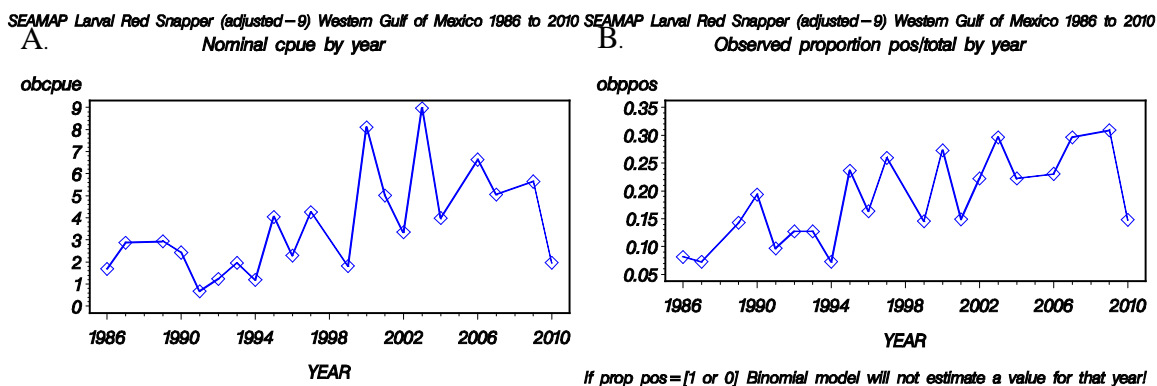 SEAMAP Larval Red Snapper (adjusted-9) Western Gulf of Mexico 1986 to 2010
A.
Nominal cpue by year
obcpue
9
8
7
6
5
4
3
2
1
0
1986 1990 1994 1998 2002 2006 2010
YEAR
SEAMAP Larval Red Snapper (adjusted-9) Western Gulf of Mexico 1986 to 2010
B.
Observed proportion pos/total by year
obppos
0.35
0.30
0.25
0.20
0.15
0.10
0.05
1986 1990 1994 1998 2002 2006 2010
YEAR
If prop pos=[1 or 0] Binomial model will not estimate a value for that year!